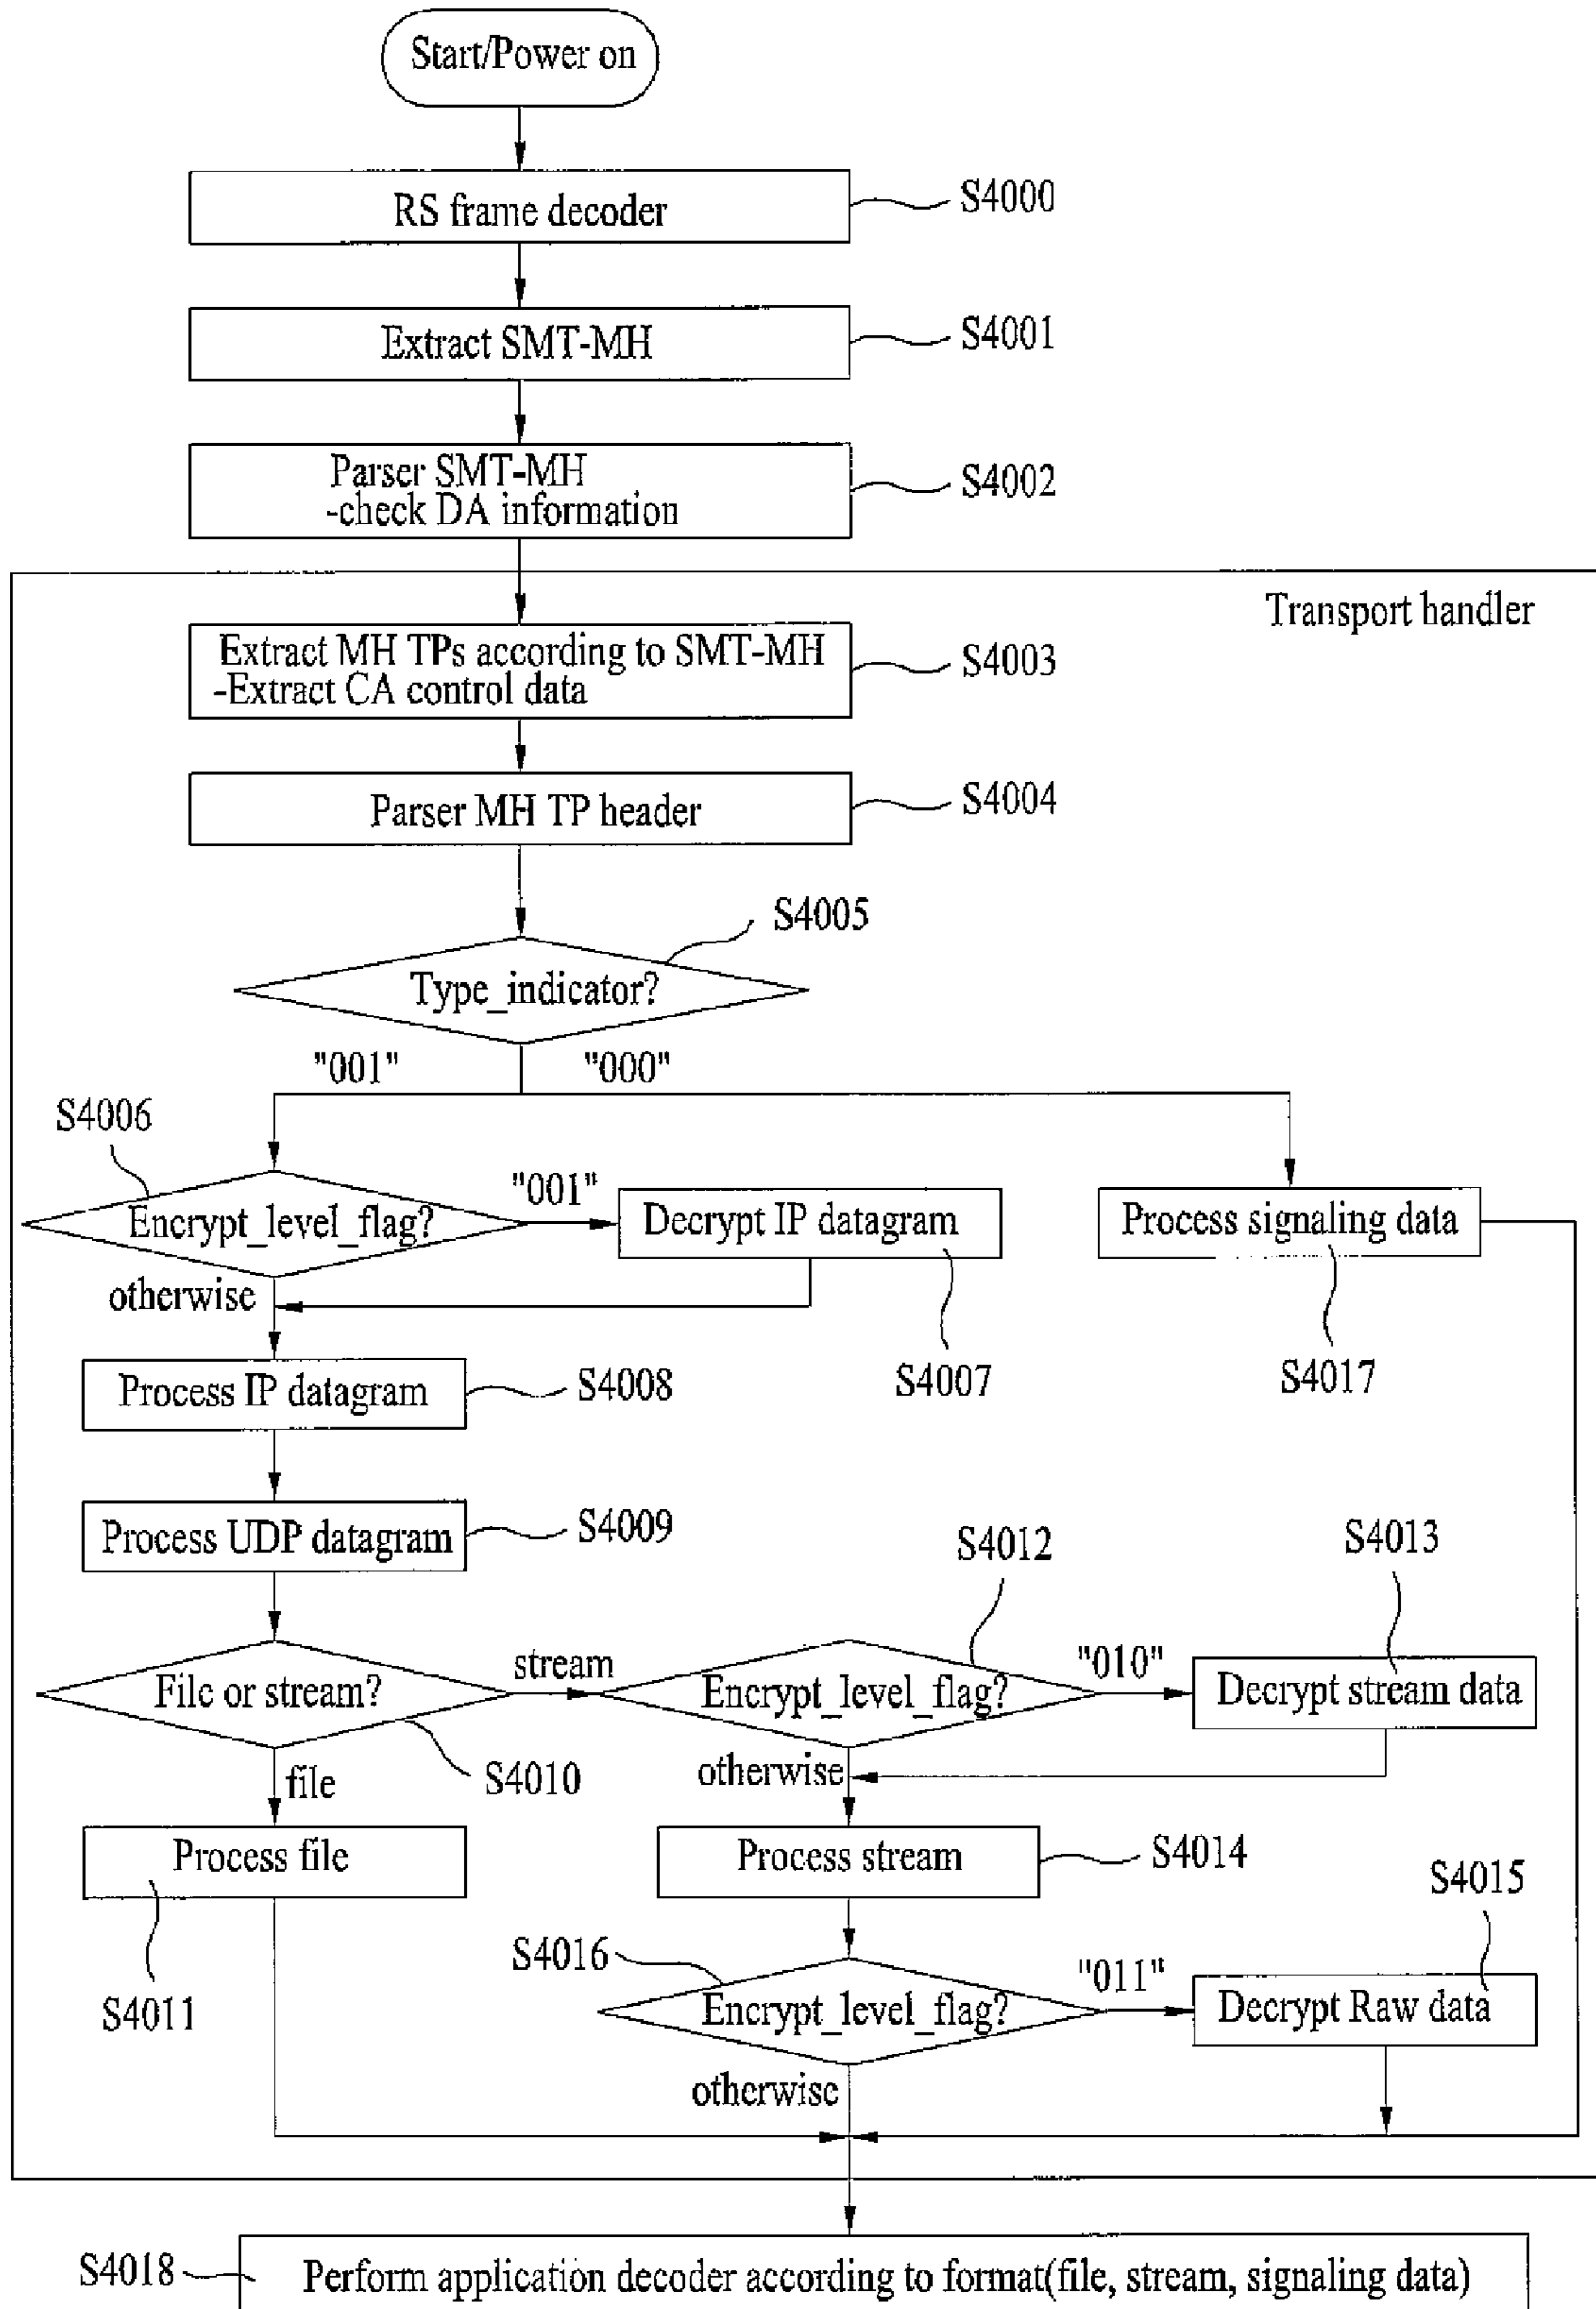 Start/Power on
RS frame decoder
S4000
Extract SMT-MH
S4001
Parser SMT-MH
-check DA information
S4002
Transport handler
Extract MH TPs according to SMT-MH
-Extract CA control data
S4003
Parser MH TP header
S4004
S4005
Type_indicator?
"001"
"000"
S4006
Encrypt_level_flag?
"001"
Decrypt IP datagram
Process signaling data
otherwise
S4007
S4017
Process IP datagram
S4008
Process UDP datagram
S4009
S4012
S4013
File or stream?
stream
Encrypt_level_flag?
"010"
Decrypt stream data
file
S4010
otherwise
Process file
Process stream
S4014
S4015
S4011
S4016
Encrypt_level_flag?
"011"
Decrypt Raw data
otherwise
S4018
Perform application decoder according to format(file, stream, signaling data)